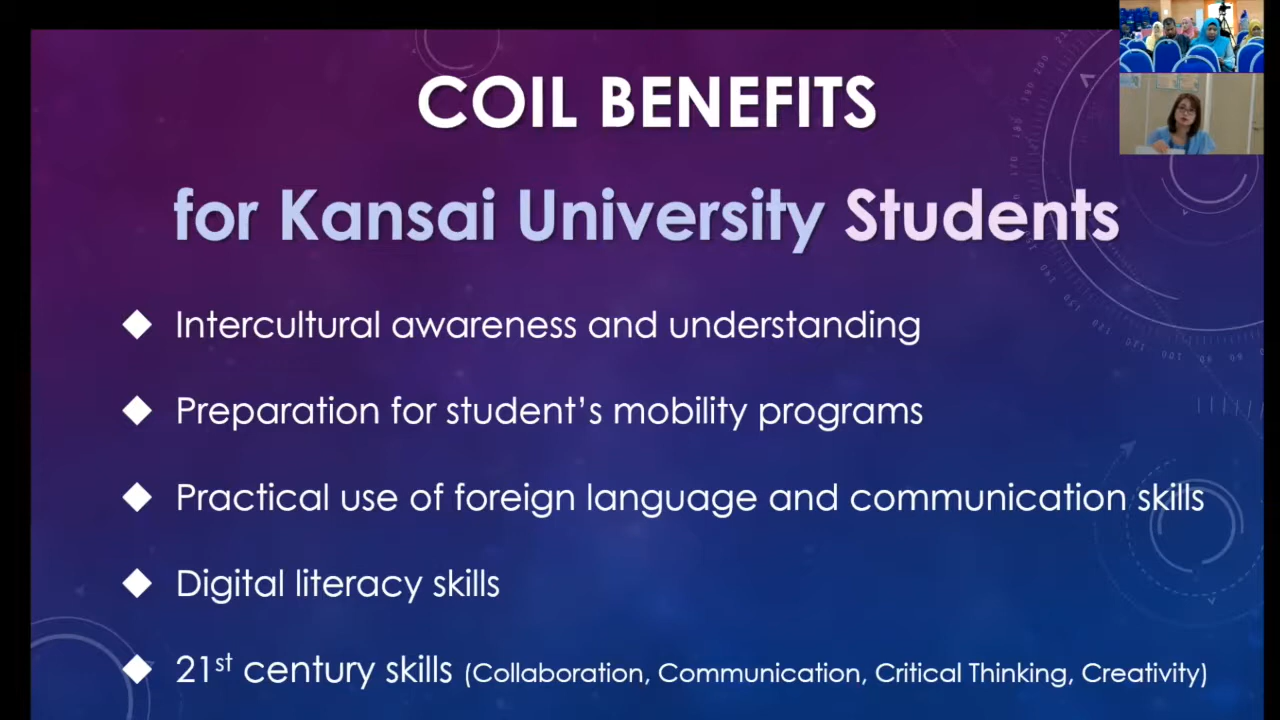 COIL BENEFITS
for Kansai University Students
◆ Intercultural awareness and understanding
◆ Preparation for student’s mobility programs
◆ Practical use of foreign language and communication skills
◆ Digital literacy skills
◆ 21st century skills (Collaboration, Communication, Critical Thinking, Creativity)